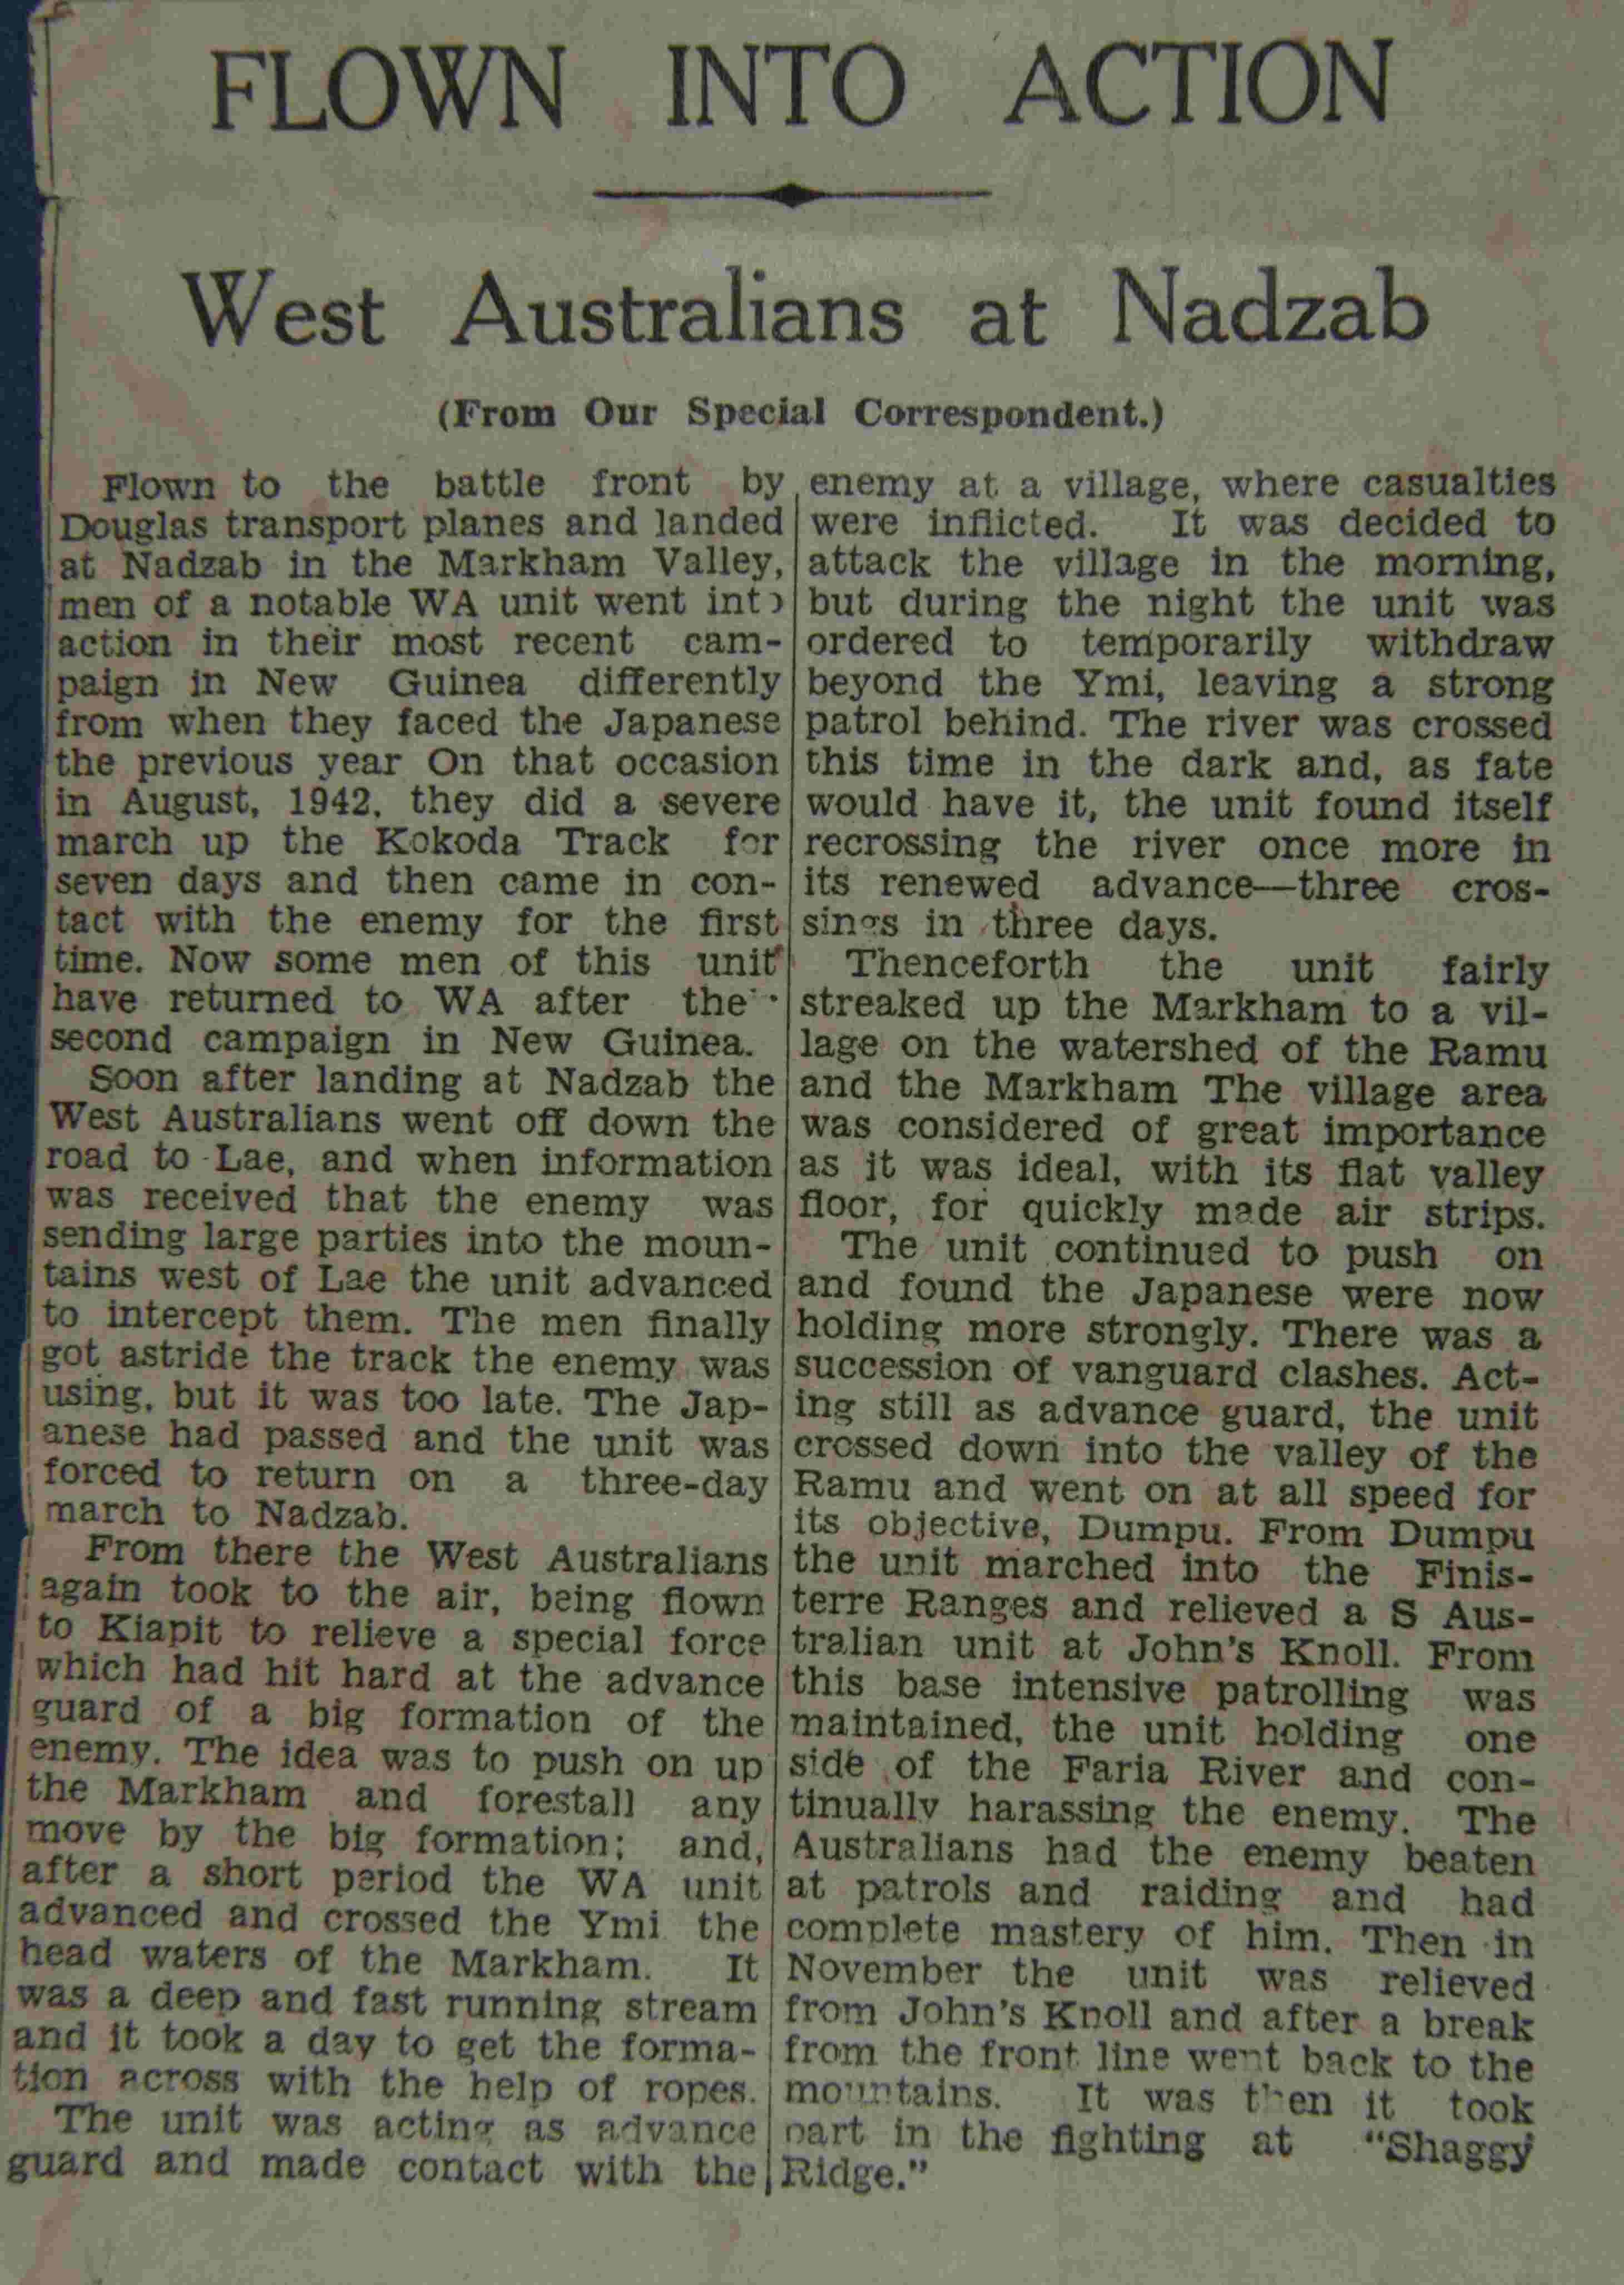 FLOWN INTO ACTION
West Australians at Nadzab
(From Our Special Correspondent.)
Flown to the battle front by
Douglas transport planes and landed
at Nadzab in the Markham Valley,
men of a notable WA unit went into
action in their most recent cam-
paign in New Guinea differently
from when they faced the Japanese
the previous year On that occasion
in August, 1942, they did a severe
march up the Kokoda Track for
seven days and then came in con-
tact with the enemy for the first
time. Now some men of this unit
have returned to WA after the
second campaign in New Guinea.
Soon after landing at Nadzab the
West Australians went off down the
road to Lae, and when information
was received that the enemy was
sending large parties into the moun-
tains west of Lae the unit advanced
to intercept them. The men finally
got astride the track the enemy was
using, but it was too late. The Jap-
anese had passed and the unit was
forced to return on a three-day
march to Nadzab.
From there the West Australians
again took to the air, being flown
to Kiapit to relieve a special force
which had hit hard at the advance
guard of a big formation of the
enemy. The idea was to push on up
the Markham and forestall any
move by the big formation; and,
after a short period the WA unit
advanced and crossed the Ymi the
head waters of the Markham. It
was a deep and fast running stream
and it took a day to get the forma-
tion across with the help of ropes.
The unit was acting as advance
guard and made contact with the
enemy at a village, where casualties
were inflicted. It was decided to
attack the village in the morning,
but during the night the unit was
ordered to temporarily withdraw
beyond the Ymi, leaving a strong
patrol behind. The river was crossed
this time in the dark and, as fate
would have it, the unit found itself
recrossing the river once more in
its renewed advance—three cros-
sings in three days.
Thenceforth the unit fairly
streaked up the Markham to a vil-
lage on the watershed of the Ramu
and the Markham The village area
was considered of great importance
as it was ideal, with its flat valley
floor, for quickly made air strips.
The unit continued to push on
and found the Japanese were now
holding more strongly. There was a
succession of vanguard clashes. Act-
ing still as advance guard, the unit
crossed down into the valley of the
Ramu and went on at all speed for
its objective, Dumpu. From Dumpu
the unit marched into the Finis-
terre Ranges and relieved a S Aus-
tralian unit at John's Knoll. From
this base intensive patrolling was
maintained, the unit holding one
side of the Faria River and con-
tinually harassing the enemy. The
Australians had the enemy beaten
at patrols and raiding and had
complete mastery of him. Then in
November the unit was relieved
from John's Knoll and after a break
from the front line went back to the
mountains. It was then it took
part in the fighting at "Shaggy
Ridge."